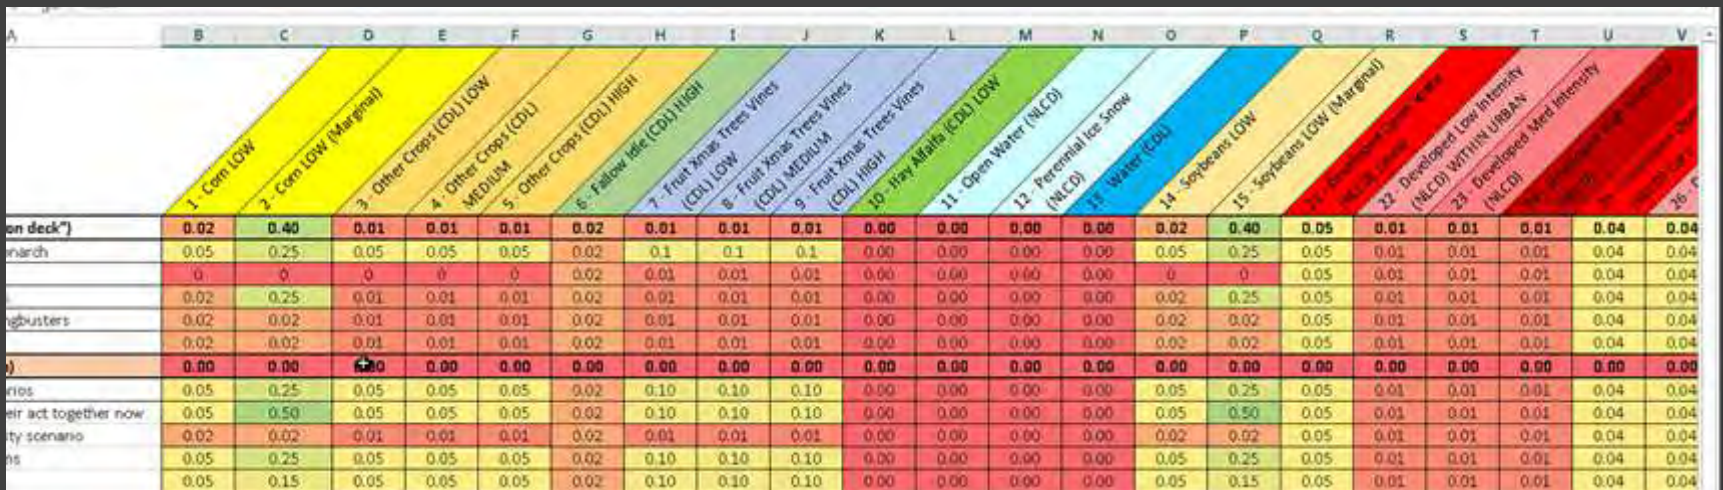 A B C D E F G H I J K L M N O P Q R S T U V
1 - Corn LOW
2 - Corn LOW (Marginal)
3 - Other Crops (CDL) LOW
4 - Other Crops (CDL)
MEDIUM
5 - Other Crops (CDL) HIGH
6 - Fallow Idle (CDL) HIGH
7 - Fruit Xmas Trees Vines
(CDL) LOW
8 - Fruit Xmas Trees Vines
(CDL) MEDIUM
9 - Fruit Xmas Trees Vines
(CDL) HIGH
10 - Hay Alfalfa (CDL) LOW
11 - Open Water (NLCD)
12 - Perennial Ice Snow
(NLCD)
13 - Water (CDL)
14 - Soybeans LOW
15 - Soybeans LOW (Marginal)
22 - Developed Low Intensity
(NLCD) WITHIN URBAN
23 - Developed Med Intensity
(NLCD)
26 -
on deck") 0.02 0.40 0.01 0.01 0.01 0.02 0.01 0.01 0.01 0.00 0.00 0.00 0.00 0.02 0.40 0.05 0.01 0.01 0.01 0.04 0.04
narch 0.05 0.25 0.05 0.05 0.05 0.02 0.1 0.1 0.1 0.00 0.00 0.00 0.00 0.05 0.25 0.05 0.01 0.01 0.01 0.04 0.04
0 0 0 0 0 0.02 0.01 0.01 0.01 0.00 0.00 0.00 0.00 0 0 0.05 0.01 0.01 0.01 0.04 0.04
0.02 0.25 0.01 0.01 0.01 0.02 0.01 0.01 0.01 0.00 0.00 0.00 0.00 0.02 0.25 0.05 0.01 0.01 0.01 0.04 0.04
ngbusters 0.02 0.02 0.01 0.01 0.01 0.02 0.01 0.01 0.01 0.00 0.00 0.00 0.00 0.02 0.02 0.05 0.01 0.01 0.01 0.04 0.04
0.02 0.02 0.01 0.01 0.01 0.02 0.01 0.01 0.01 0.00 0.00 0.00 0.00 0.02 0.02 0.05 0.01 0.01 0.01 0.04 0.04
) 0.00 0.00 0.00 0.00 0.00 0.00 0.00 0.00 0.00 0.00 0.00 0.00 0.00 0.00 0.00 0.00 0.00 0.00 0.00 0.00
rios 0.05 0.25 0.05 0.05 0.05 0.02 0.10 0.10 0.10 0.00 0.00 0.00 0.00 0.05 0.25 0.05 0.01 0.01 0.01 0.04 0.04
eir act together now 0.05 0.50 0.05 0.05 0.05 0.02 0.10 0.10 0.10 0.00 0.00 0.00 0.00 0.05 0.50 0.05 0.01 0.01 0.01 0.04 0.04
ity scenario 0.02 0.02 0.01 0.01 0.01 0.02 0.01 0.01 0.01 0.00 0.00 0.00 0.00 0.02 0.02 0.05 0.01 0.01 0.01 0.04 0.04
ns 0.05 0.25 0.05 0.05 0.05 0.02 0.10 0.10 0.10 0.00 0.00 0.00 0.00 0.05 0.25 0.05 0.01 0.01 0.01 0.04 0.04
0.05 0.15 0.05 0.05 0.05 0.02 0.10 0.10 0.10 0.00 0.00 0.00 0.00 0.05 0.15 0.05 0.01 0.01 0.01 0.04 0.04